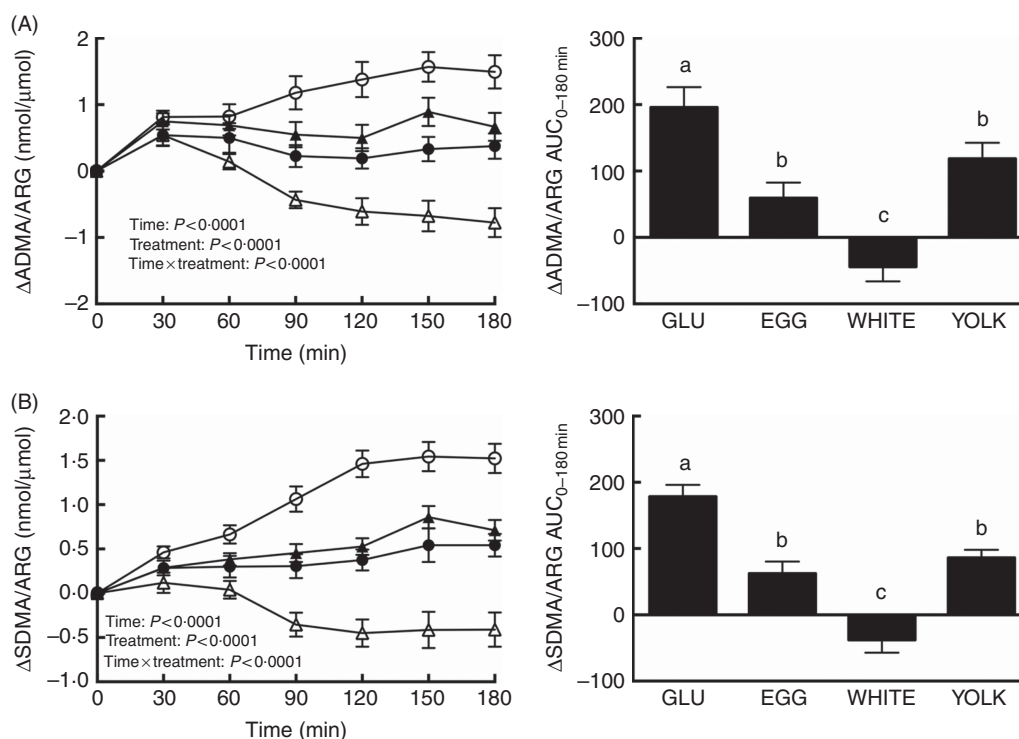 (A)
ΔADMA/ARG (nmol/μmol)
2
1
0
–1
–2
Time: P<0·0001
Treatment: P<0·0001
Time×treatment: P<0·0001
0 30 60 90 120 150 180
Time (min)
ΔADMA/ARG AUC0–180 min
300
200
100
0
–100
a
b
c
b
GLU EGG WHITE YOLK
(B)
ΔSDMA/ARG (nmol/μmol)
2·0
1·5
1·0
0·5
0·0
–0·5
–1·0
Time: P<0·0001
Treatment: P<0·0001
Time×treatment: P<0·0001
0 30 60 90 120 150 180
Time (min)
ΔSDMA/ARG AUC0–180 min
300
200
100
0
–100
a
b
c
b
GLU EGG WHITE YOLK